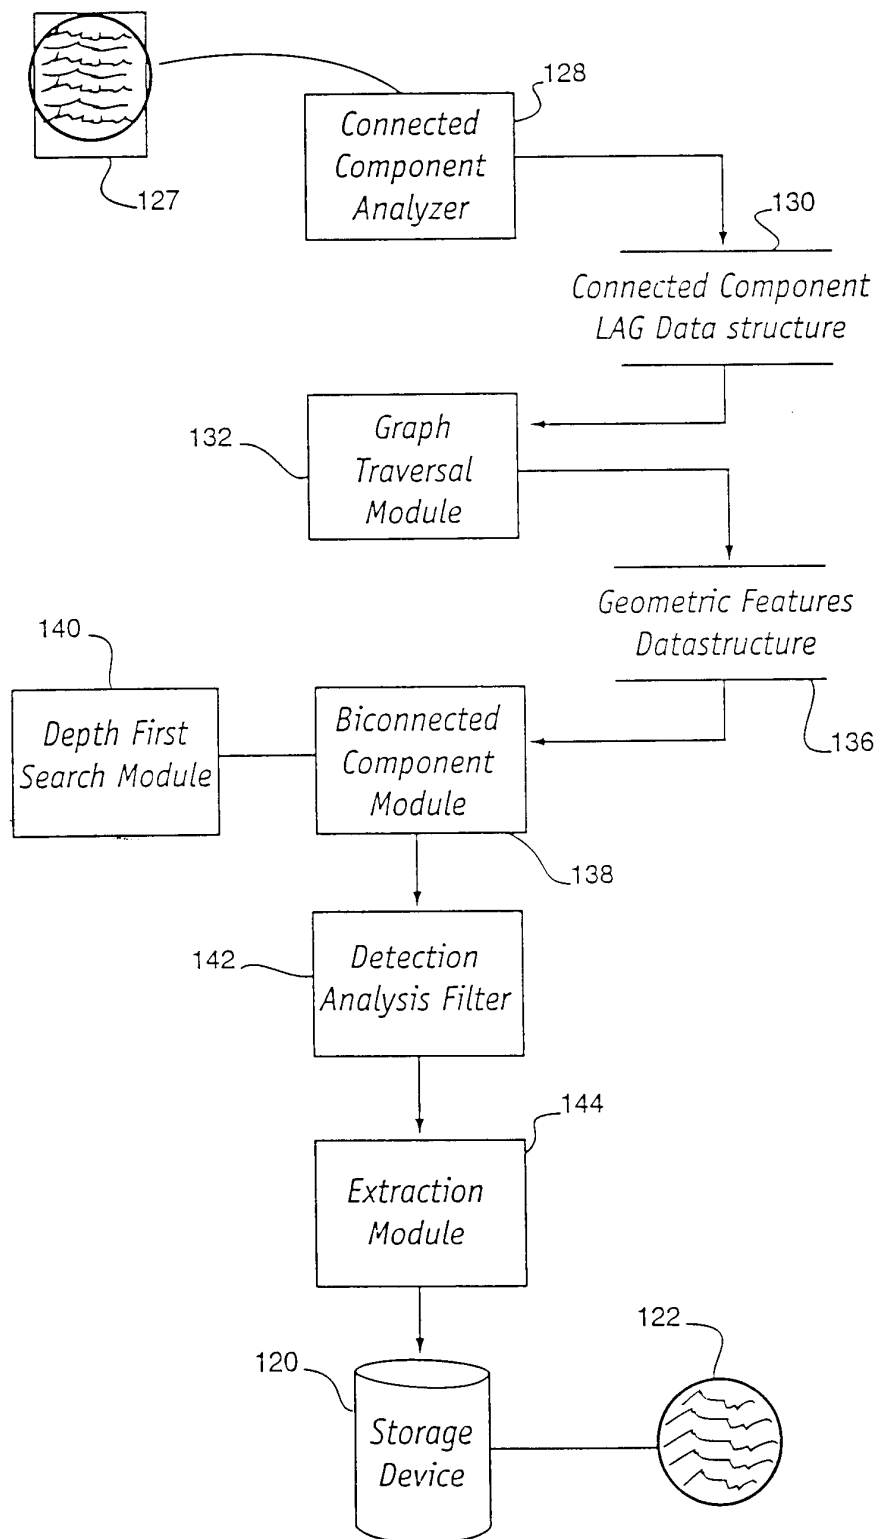 128
Connected
Component
Analyzer
127
130
Connected Component
LAG Data structure
132
Graph
Traversal
Module
Geometric Features
Datastructure
136
140
Depth First
Search Module
Biconnected
Component
Module
138
142
Detection
Analysis Filter
144
Extraction
Module
120
Storage
Device
122